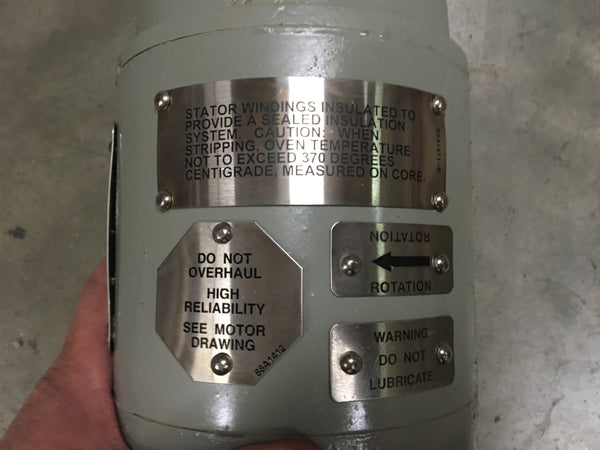 STATOR WINDINGS INSULATED TO
PROVIDE A SEALED INSULATION
SYSTEM. CAUTION: WHEN
STRIPPING, OVEN TEMPERATURE
NOT TO EXCEED 370 DEGREES
CENTIGRADE, MEASURED ON CORE.
DO NOT
OVERHAUL
HIGH
RELIABILITY
SEE MOTOR
DRAWING
88A1412
ROTATION
ROTATION
WARNING
DO NOT
LUBRICATE